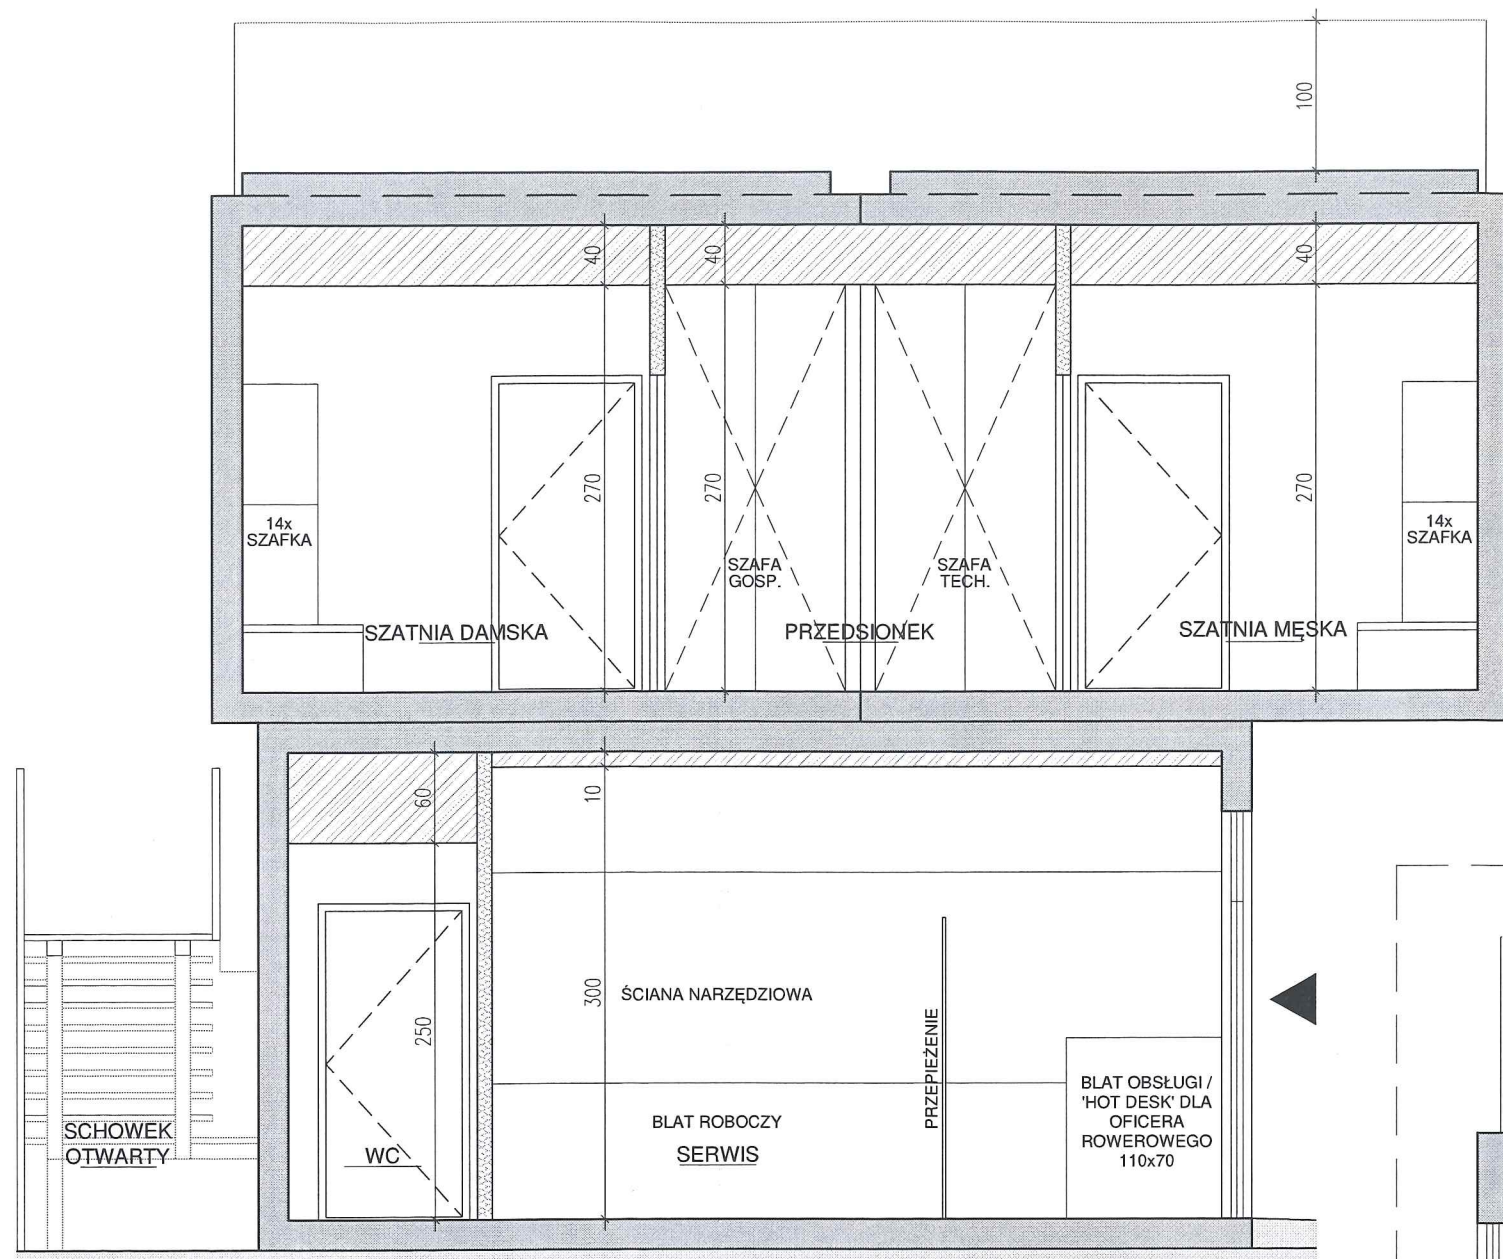 100
40
40
40
270
270
270
14x
SZAFKA
14x
SZAFKA
SZAFA
GOSP.
SZAFA
TECH.
SZATNIA DAMSKA
PRZEDSIONEK
SZATNIA MĘSKA
60
10
300
250
ŚCIANA NARZĘDZIOWA
PRZEPIEŻENIE
BLAT OBSŁUGI /
'HOT DESK' DLA
OFICERA
ROWEROWEGO
110x70
BLAT ROBOCZY
SERWIS
SCHOWEK
OTWARTY
WC